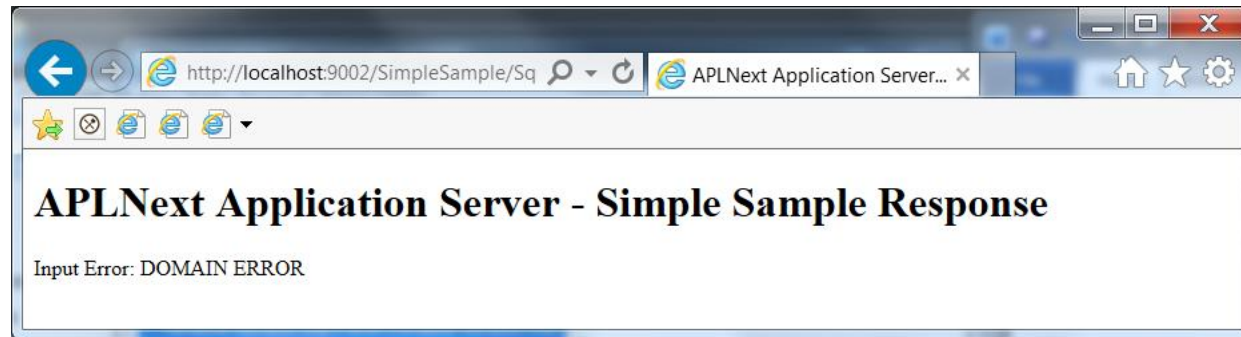 http://localhost:9002/SimpleSample/Sq
APLNext Application Server...
APLNext Application Server - Simple Sample Response
Input Error: DOMAIN ERROR